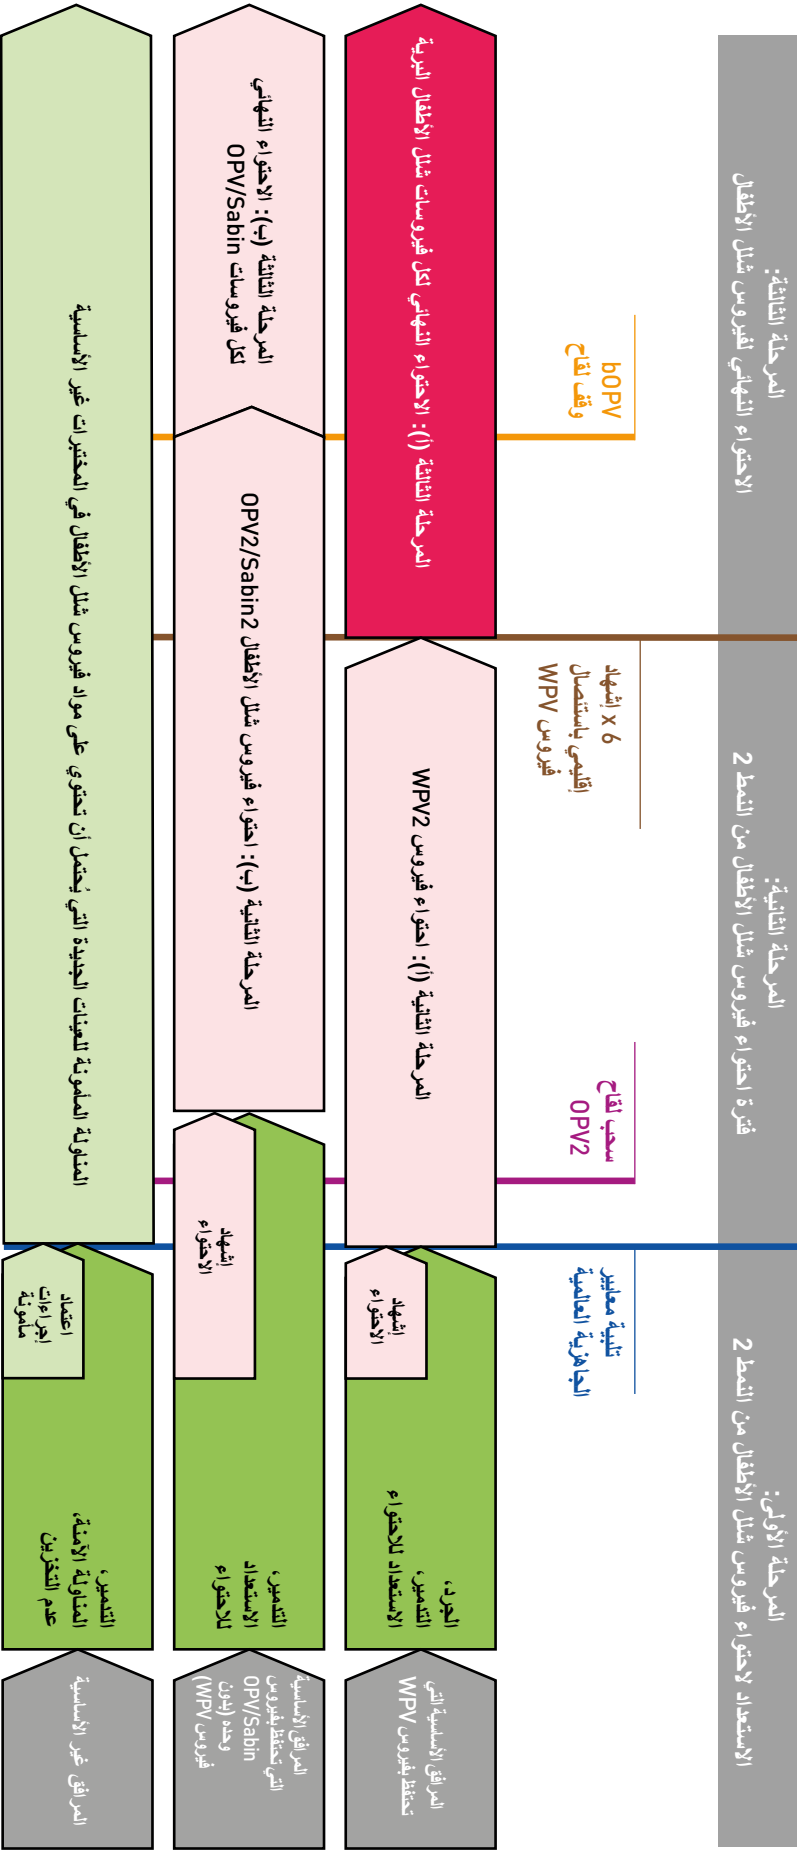 المرحلة الأولى:
الاستعداد لاحتواء فيروس شلل الأطفال من النمط 2
المرحلة الثانية:
فترة احتواء فيروس شلل الأطفال من النمط 2
المرحلة الثالثة:
الاحتواء النهائي لفيروس شلل الأطفال
تلبية معايير
الجاهزية العالمية
سحب لقاح
OPV2
6 x إشهاد
إقليمي باستئصال
فيروس WPV
bOPV
وقف لقاح
المرافق الأساسية التي
تحتفظ بفيروس WPV
الجرد،
التدمير،
الاستعداد للاحتواء
إشهاد
الاحتواء
المرحلة الثانية (أ): احتواء فيروس WPV2
المرحلة الثالثة (أ): الاحتواء النهائي لكل فيروسات شلل الأطفال البرية
المرافق الأساسية
التي تحتفظ بفيروس
OPV/Sabin
وحده (بدون
فيروس WPV)
التدمير،
الاستعداد
للاحتواء
إشهاد
الاحتواء
المرحلة الثانية (ب): احتواء فيروس شلل الأطفال OPV2/Sabin2
المرحلة الثالثة (ب): الاحتواء النهائي
لكل فيروسات OPV/Sabin
المرافق غير الأساسية
التدمير،
المناولة الآمنة،
عدم التخزين
اعتماد
إجراءات
مأمونة
المناولة المأمونة للعينات الجديدة التي يُحتمل أن تحتوي على مواد فيروس شلل الأطفال في المختبرات غير الأساسية